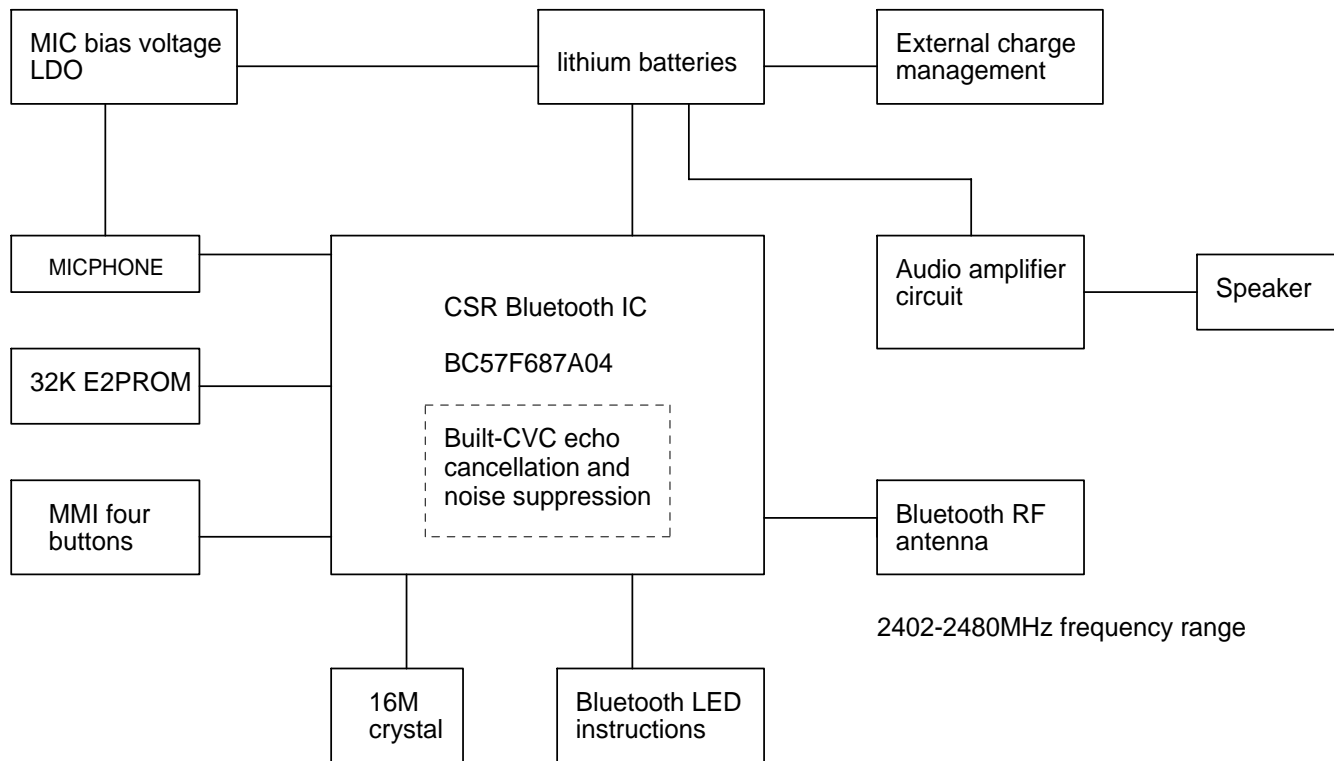 MIC bias voltage
LDO
lithium batteries
External charge
management
MICPHONE
CSR Bluetooth IC
BC57F687A04
Audio amplifier
circuit
Speaker
32K E2PROM
Built-CVC echo
cancellation and
noise suppression
MMI four
buttons
Bluetooth RF
antenna
2402-2480MHz frequency range
16M
crystal
Bluetooth LED
instructions